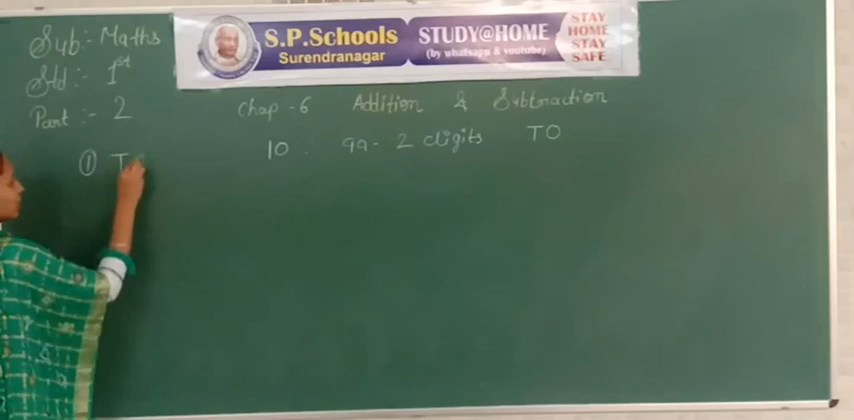 Sub:- Maths
Std :- 1st
Part :- 2
S.P.Schools
Surendranagar
STUDY@HOME
(by whatsapp & youtube)
STAY
HOME
STAY
SAFE
Chap - 6 Addition & Subtraction
10 : 99 - 2 digits TO
① T